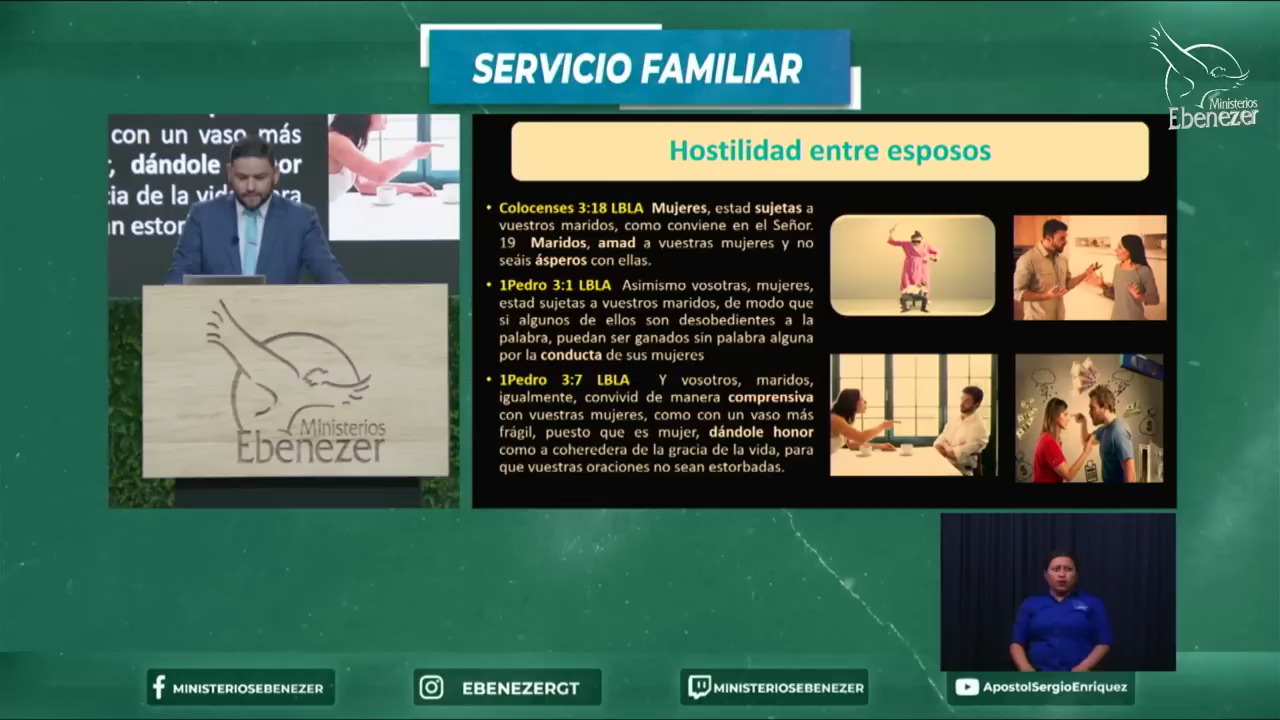 SERVICIO FAMILIAR
Ministerios
Ebenezer
con un vaso más
dándole
cia de la
Ministerios
Ebenezer
Hostilidad entre esposos
• Colocenses 3:18 LBLA Mujeres, estad sujetas a
vuestros maridos, como conviene en el Señor.
19 Maridos, amad a vuestras mujeres y no
seáis ásperos con ellas.
• 1Pedro 3:1 LBLA Asimismo vosotras, mujeres,
estad sujetas a vuestros maridos, de modo que
si algunos de ellos son desobedientes a la
palabra, puedan ser ganados sin palabra alguna
por la conducta de sus mujeres
• 1Pedro 3:7 LBLA Y vosotros, maridos,
igualmente, convivid de manera comprensiva
con vuestras mujeres, como con un vaso más
frágil, puesto que es mujer, dándole honor
como a coheredera de la gracia de la vida, para
que vuestras oraciones no sean estorbadas.
MINISTERIOSEBENEZER
EBENEZERGT
MINISTERIOSEBENEZER
ApostolSergioEnriquez